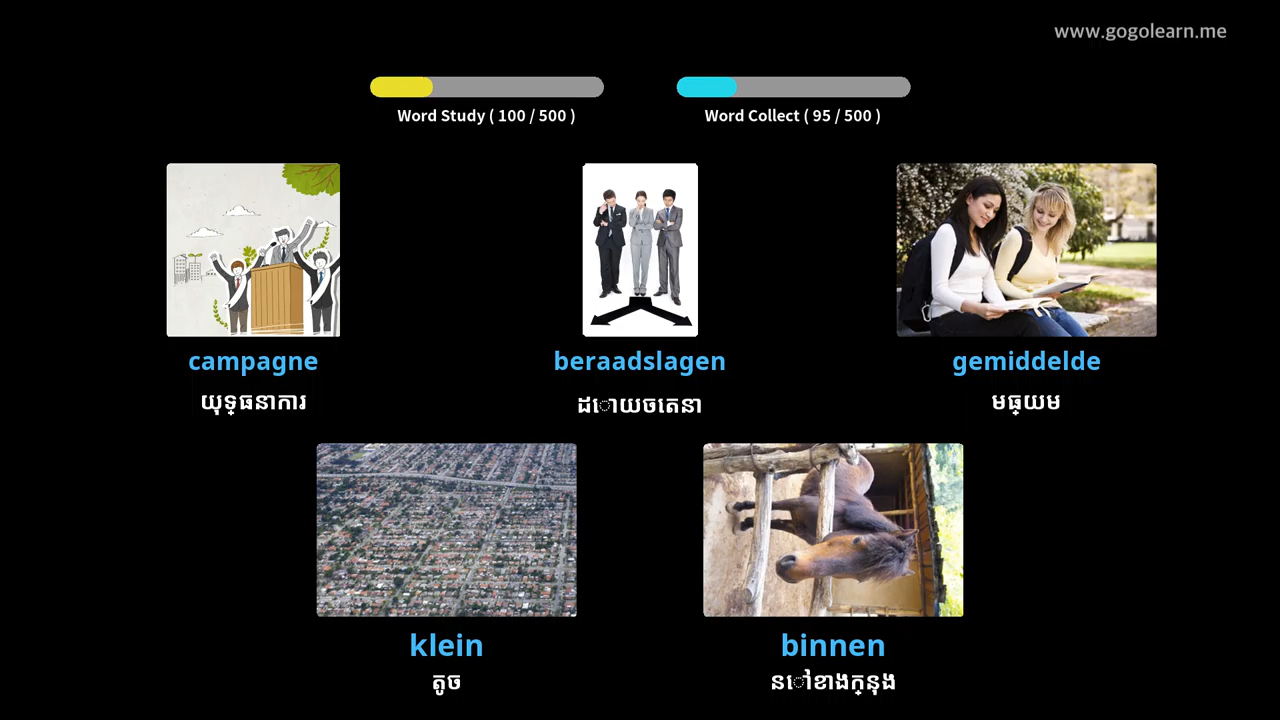 www.gogolearn.me
Word Study ( 100 / 500 )
Word Collect ( 95 / 500 )
campagne
beraadslagen
gemiddelde
យុទ្ធនាការ
ដោយចតេនា
មធ្យម
klein
binnen
តូច
នៅខាងក្នុង